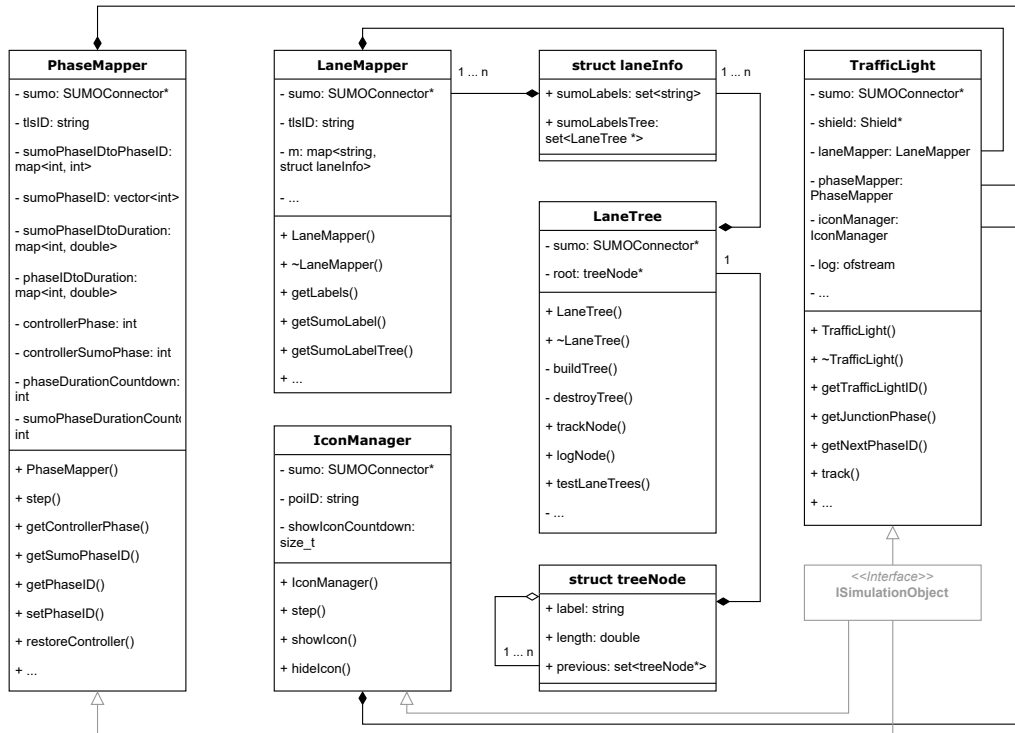 PhaseMapper
- sumo: SUMOConnector*
- tlsID: string
- sumoPhaseIDtoPhaseID:
map<int, int>
- sumoPhaseID: vector<int>
- sumoPhaseIDtoDuration:
map<int, double>
- phaseIDtoDuration:
map<int, double>
- controllerPhase: int
- controllerSumoPhase: int
- phaseDurationCountdown:
int
- sumoPhaseDurationCount
int
+ PhaseMapper()
+ step()
+ getControllerPhase()
+ getSumoPhaseID()
+ getPhaseID()
+ setPhaseID()
+ restoreController()
+ ...
LaneMapper
- sumo: SUMOConnector*
- tlsID: string
- m: map<string,
struct laneInfo>
- ...
+ LaneMapper()
+ ~LaneMapper()
+ getLabels()
+ getSumoLabel()
+ getSumoLabelTree()
+ ...
1 ... n
IconManager
- sumo: SUMOConnector*
- poiID: string
- showIconCountdown:
size_t
+ IconManager()
+ step()
+ showIcon()
+ hideIcon()
struct laneInfo
+ sumoLabels: set<string>
+ sumoLabelsTree:
set<LaneTree *>
1 ... n
LaneTree
- sumo: SUMOConnector*
- root: treeNode*
+ LaneTree()
+ ~LaneTree()
- buildTree()
- destroyTree()
+ trackNode()
+ logNode()
+ testLaneTrees()
- ...
1
struct treeNode
+ label: string
+ length: double
+ previous: set<treeNode*>
1 ... n
TrafficLight
- sumo: SUMOConnector*
- shield: Shield*
- laneMapper: LaneMapper
- phaseMapper:
PhaseMapper
- iconManager:
IconManager
- log: ofstream
- ...
+ TrafficLight()
+ ~TrafficLight()
+ getTrafficLightID()
+ getJunctionPhase()
+ getNextPhaseID()
+ track()
+ ...
<<Interface>>
ISimulationObject